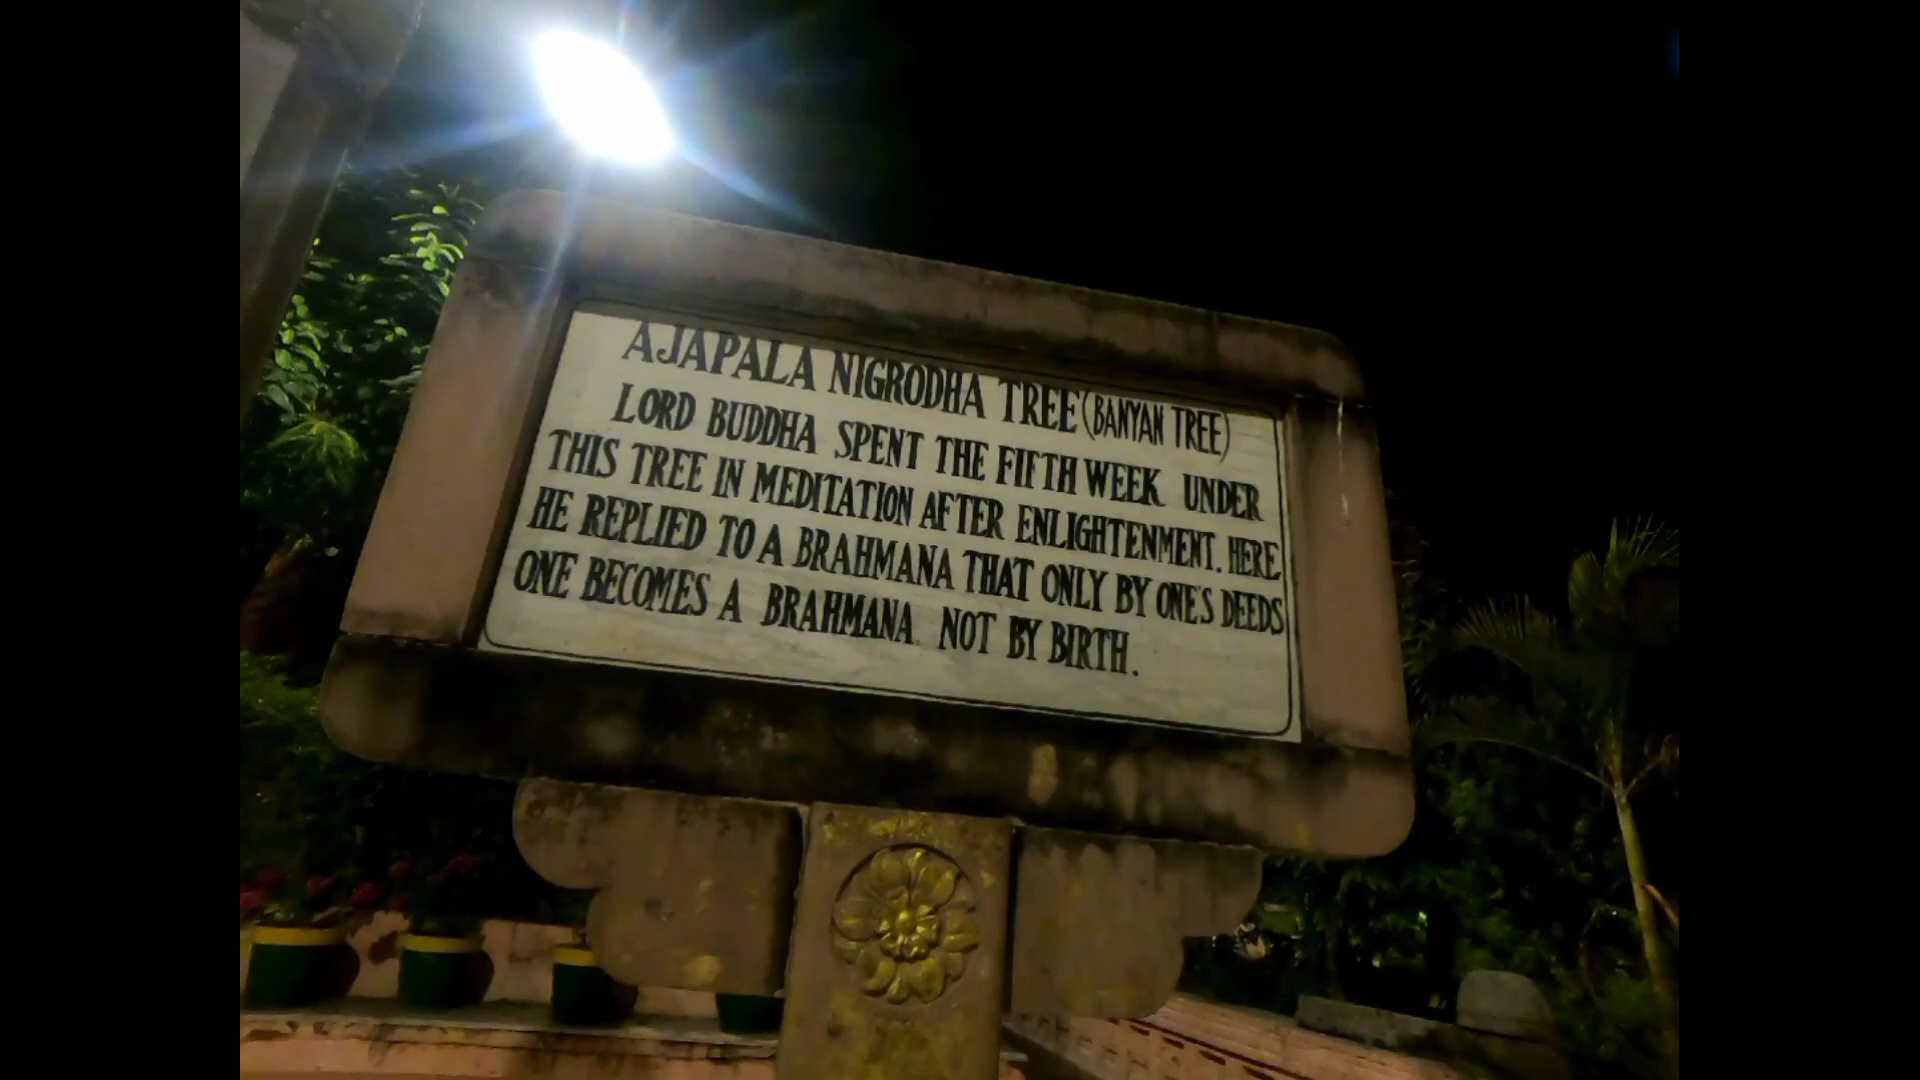 AJAPALA NIGRODHA TREE (BANYAN TREE)
LORD BUDDHA SPENT THE FIFTH WEEK UNDER
THIS TREE IN MEDITATION AFTER ENLIGHTENMENT. HERE
HE REPLIED TO A BRAHMANA THAT ONLY BY ONE'S DEEDS
ONE BECOMES A BRAHMANA NOT BY BIRTH.